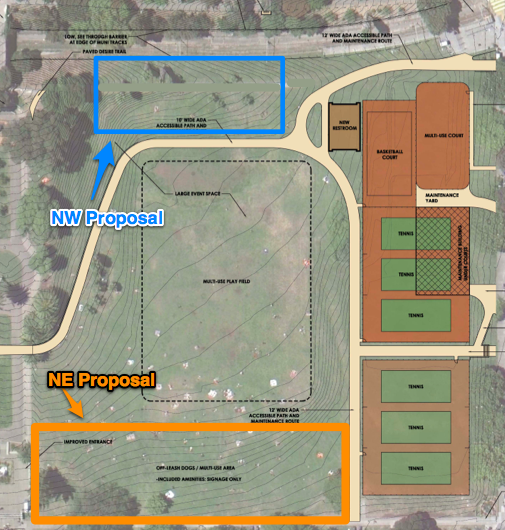 LOW, SEE THROUGH BARRIER
AT EDGE OF MUNI TRACKS
PAVED DESIRE TRAIL
12' WIDE ADA ACCESSIBLE PATH
AND MAINTENANCE ROUTE
10' WIDE ADA
ACCESSIBLE PATH AND
NEW
RESTROOM
BASKETBALL
COURT
MULTI-USE COURT
NW Proposal
LARGE EVENT SPACE
MAINTENANCE
YARD
TENNIS
MAINTENANCE BUILDING
UNDER COURTS
TENNIS
MULTI-USE PLAY FIELD
TENNIS
NE Proposal
TENNIS
12' WIDE ADA
ACCESSIBLE PATH AND
MAINTENANCE ROUTE
TENNIS
IMPROVED ENTRANCE
OFF-LEASH DOGS / MULTI-USE AREA
-INCLUDED AMENITIES: SIGNAGE ONLY
TENNIS